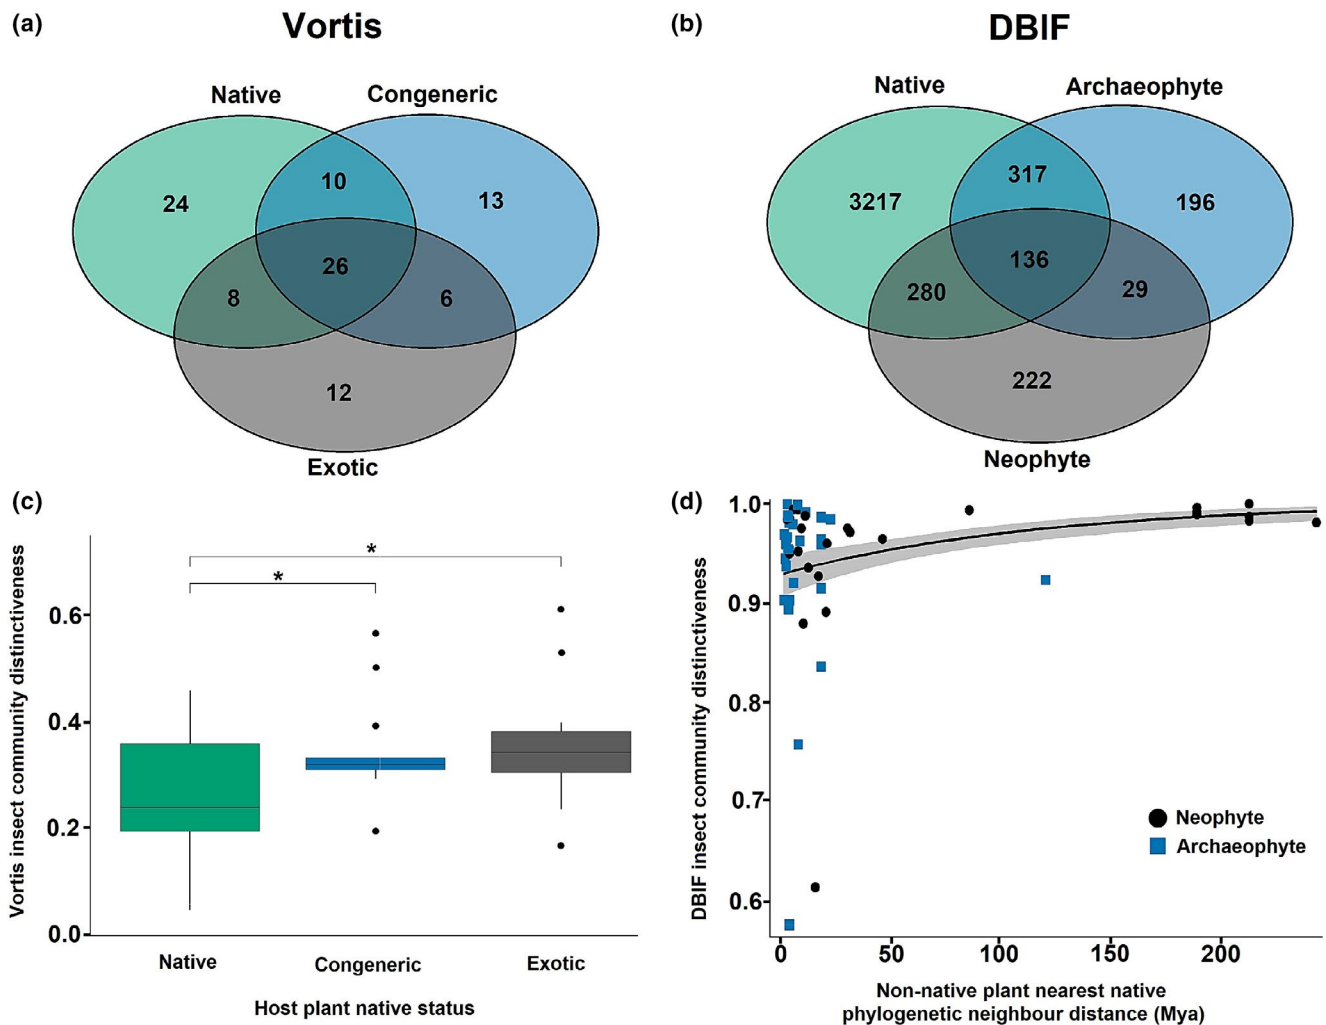 (a)
Vortis
Native
Congeneric
24
10
13
26
8
6
12
Exotic
(b)
DBIF
Native
Archaeophyte
3217
317
196
136
280
29
222
Neophyte
(c)
Vortis insect community distinctiveness
0.6
0.4
0.2
0.0
*
*
Native
Congeneric
Exotic
Host plant native status
(d)
DBIF insect community distinctiveness
1.0
0.9
0.8
0.7
0.6
Neophyte
Archaeophyte
0
50
100
150
200
Non-native plant nearest native
phylogenetic neighbour distance (Mya)